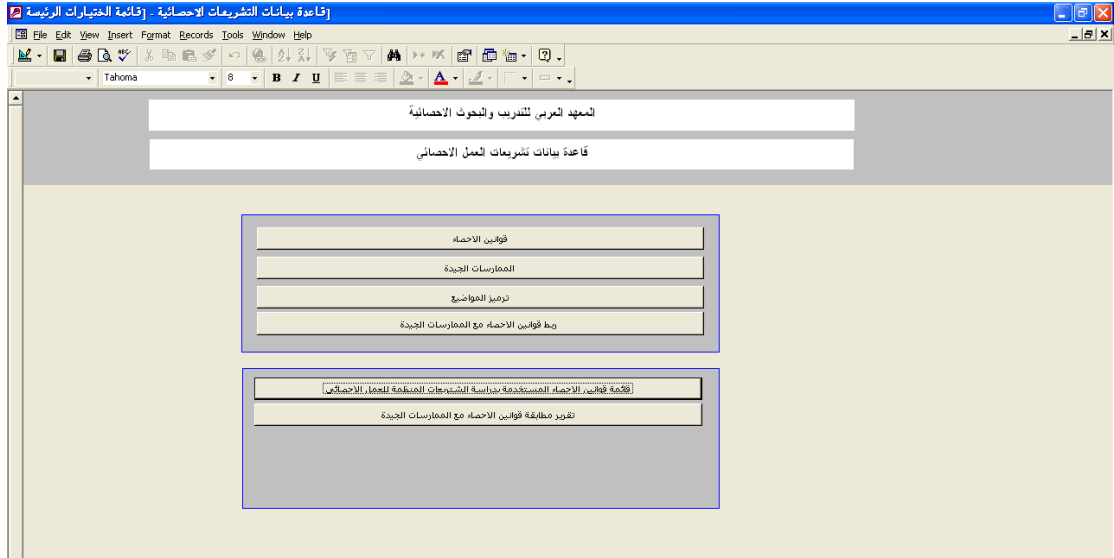 [قاعدة بيانات التشريعات الاحصائية - [قائمة الختيارات الرئيسة
File Edit View Insert Format Records Tools Window Help
Tahoma 8 B I U A
المعهد العربي للتدريب والبحوث الاحصائية
قاعدة بيانات تشريعات العمل الاحصائي
قوانين الاحصاء
الممارسات الجيدة
ترميز المواضيع
ربط قوانين الاحصاء مع الممارسات الجيدة
قائمة قوانين الاحصاء المستخدمة بدراسة الشتريعات المنظمة للعمل الاحصائي
تقرير مطابقة قوانين الاحصاء مع الممارسات الجيدة